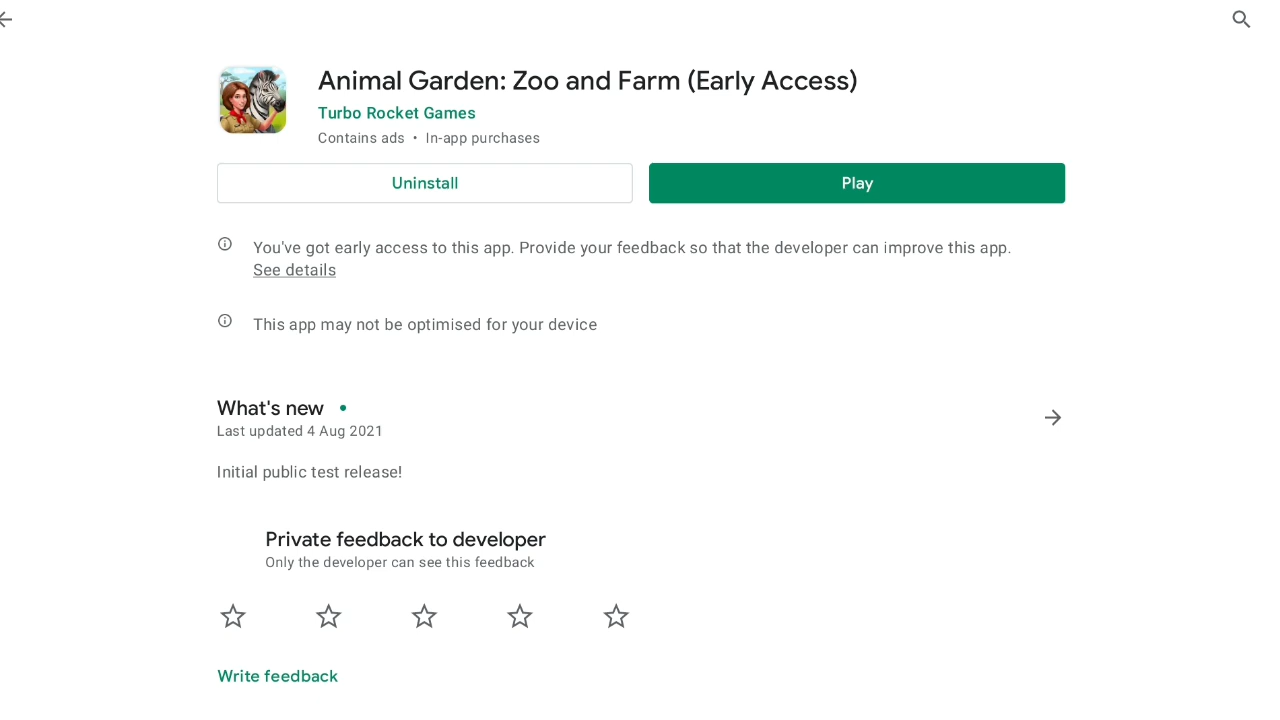 Animal Garden: Zoo and Farm (Early Access)
Turbo Rocket Games
Contains ads • In-app purchases
Uninstall
Play
You've got early access to this app. Provide your feedback so that the developer can improve this app.
See details
This app may not be optimised for your device
What's new •
Last updated 4 Aug 2021
Initial public test release!
Private feedback to developer
Only the developer can see this feedback
Write feedback